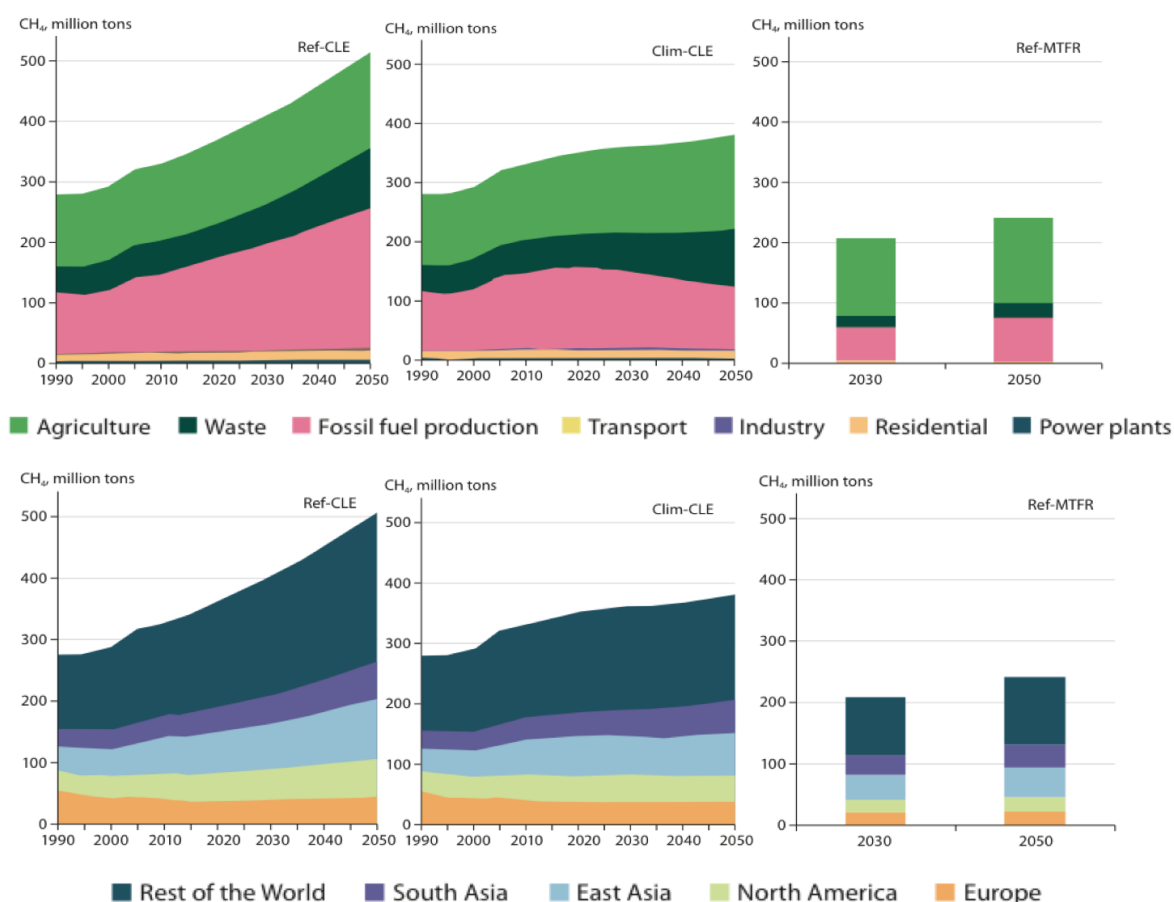 CH₄, million tons
Ref-CLE
500
400
300
200
100
0
1990 2000 2010 2020 2030 2040 2050
CH₄, million tons
Clim-CLE
500
400
300
200
100
0
1990 2000 2010 2020 2030 2040 2050
CH₄, million tons
Ref-MTFR
500
400
300
200
100
0
2030 2050
Agriculture Waste Fossil fuel production Transport Industry Residential Power plants
CH₄, million tons
Ref-CLE
500
400
300
200
100
0
1990 2000 2010 2020 2030 2040 2050
CH₄, million tons
Clim-CLE
500
400
300
200
100
0
1990 2000 2010 2020 2030 2040 2050
CH₄, million tons
Ref-MTFR
500
400
300
200
100
0
2030 2050
Rest of the World South Asia East Asia North America Europe